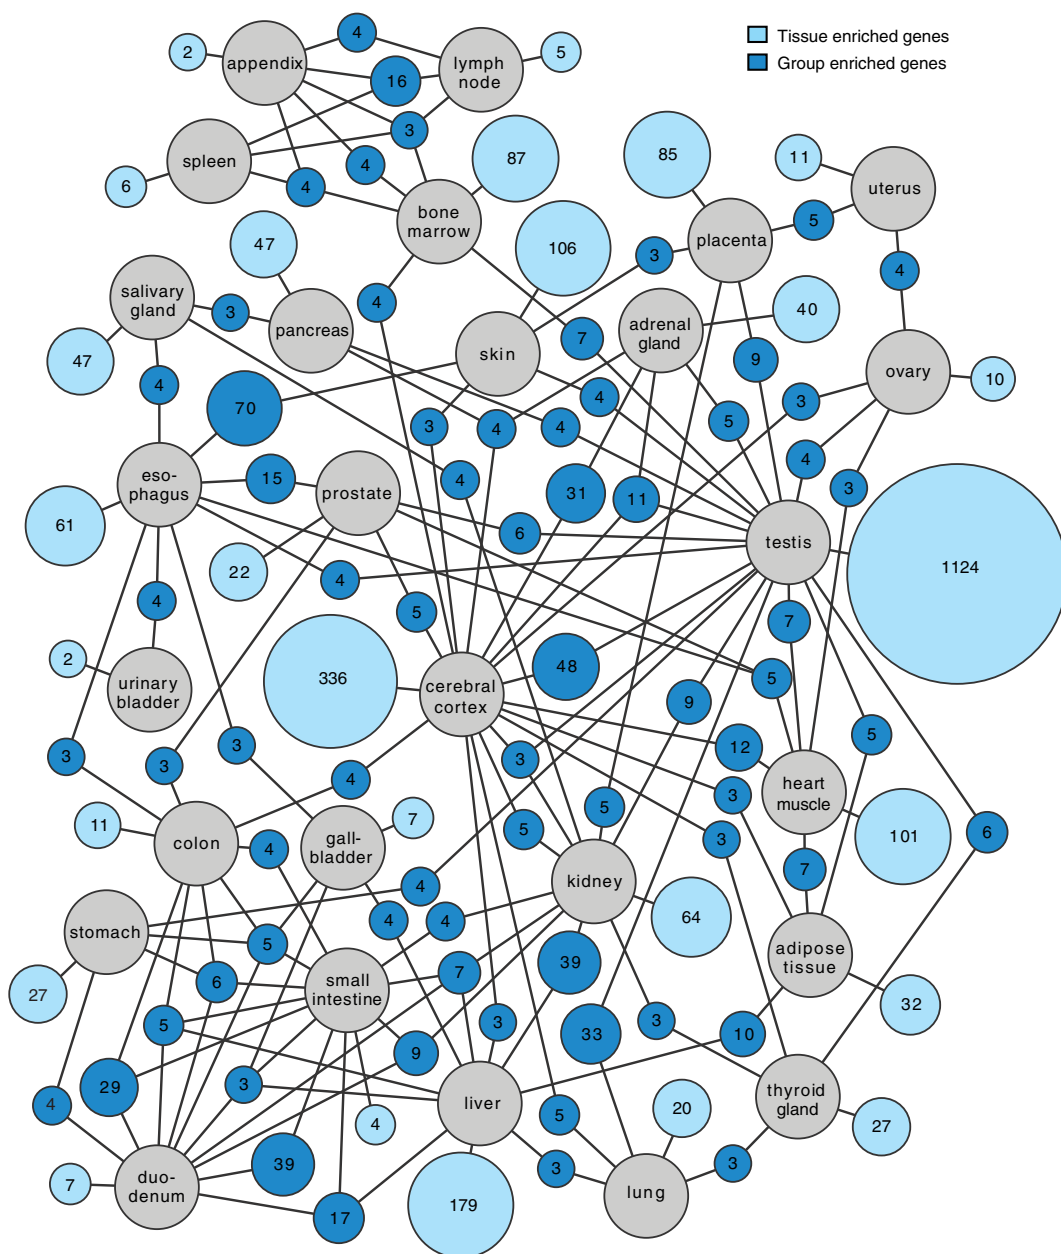 Tissue enriched genes
Group enriched genes
4
2
appendix
lymph
node
5
16
3
87
85
11
spleen
4
6
4
uterus
bone
marrow
5
placenta
47
106
3
4
salivary
gland
4
3
pancreas
skin
7
adrenal
gland
40
9
47
4
ovary
10
70
4
3
3
4
4
5
4
15
eso-
phagus
prostate
4
31
11
3
61
6
testis
1124
22
4
4
5
7
2
urinary
bladder
336
cerebral
cortex
48
5
9
3
3
3
4
3
12
5
heart
muscle
3
5
11
colon
4
gall-
bladder
7
5
3
101
6
kidney
7
stomach
4
4
4
64
5
adipose
tissue
27
6
small
intestine
7
39
32
5
3
33
3
10
9
29
3
4
liver
5
20
thyroid
gland
27
4
39
3
3
7
duo-
denum
17
179
lung